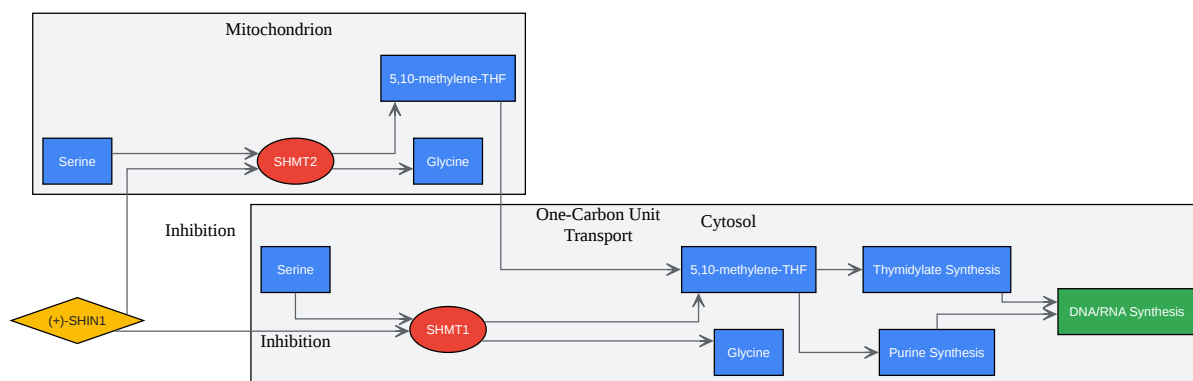 Mitochondrion
5,10-methylene-THF
Serine
SHMT2
Glycine
Inhibition
One-Carbon Unit
Transport
Cytosol
Serine
5,10-methylene-THF
Thymidylate Synthesis
(+)-SHIN1
Inhibition
SHMT1
DNA/RNA Synthesis
Glycine
Purine Synthesis